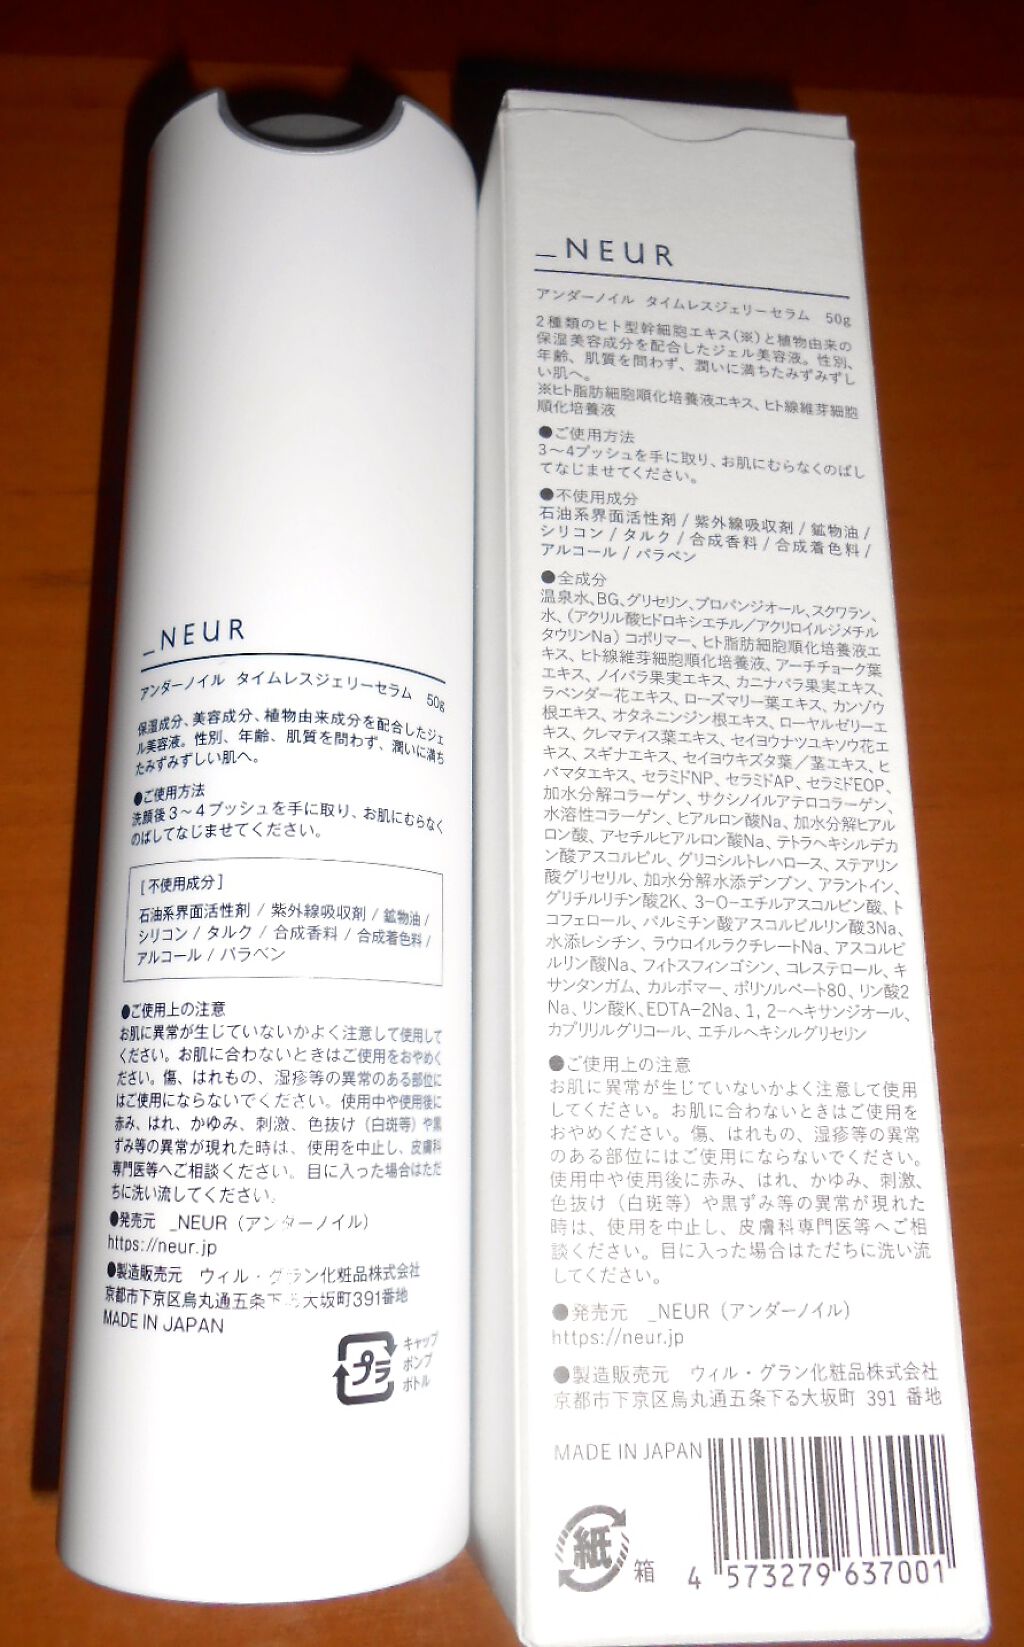 _NEUR
アンダーノイル タイムレスジェリーセラム 50g
保湿成分、美容成分、植物由来成分を配合したジェ
ル美容液。性別、年齢、肌質を問わず、潤いに満ち
たみずみずしい肌へ。
●ご使用方法
洗顔後3～4プッシュを手に取り、お肌にむらなく
のばしてなじませてください。
[不使用成分]
石油系界面活性剤 / 紫外線吸収剤 / 鉱物油 /
シリコン / タルク / 合成香料 / 合成着色料 /
アルコール / パラベン
●ご使用上の注意
お肌に異常が生じていないかよく注意して使用して
ください。お肌に合わないときはご使用をおやめく
ださい。傷、はれもの、湿疹等の異常のある部位に
はご使用にならないでください。使用中や使用後に
赤み、はれ、かゆみ、刺激、色抜け（白斑等）や黒
ずみ等の異常が現れた時は、使用を中止し、皮膚科
専門医等へご相談ください。目に入った場合はただ
ちに洗い流してください。
●発売元 _NEUR（アンダーノイル）
https://neur.jp
●製造販売元 ウィル・グラン化粧品株式会社
京都市下京区烏丸通五条下る大坂町391番地
MADE IN JAPAN
プラ
キャップ
ポンプ
ボトル
_NEUR
アンダーノイル タイムレスジェリーセラム 50g
2種類のヒト型幹細胞エキス(※)と植物由来の
保湿美容成分を配合したジェル美容液。性別、
年齢、肌質を問わず、潤いに満ちたみずみずし
い肌へ。
※ヒト脂肪細胞順化培養液エキス、ヒト線維芽細胞
順化培養液
●ご使用方法
3～4プッシュを手に取り、お肌にむらなくのばし
てなじませてください。
●不使用成分
石油系界面活性剤 / 紫外線吸収剤 / 鉱物油 /
シリコン / タルク / 合成香料 / 合成着色料 /
アルコール / パラベン
●全成分
温泉水、BG、グリセリン、プロパンジオール、スクワラン、
水、（アクリル酸ヒドロキシエチル／アクリロイルジメチル
タウリンNa）コポリマー、ヒト脂肪細胞順化培養液エ
キス、ヒト線維芽細胞順化培養液、アーチチョーク葉
エキス、ノイバラ果実エキス、カニナバラ果実エキス、
ラベンダー花エキス、ローズマリー葉エキス、カンゾウ
根エキス、オタネニンジン根エキス、ローヤルゼリーエ
キス、クレマティス葉エキス、セイヨウナツユキソウ花エ
キス、スギナエキス、セイヨウキズタ葉／茎エキス、ヒ
バマタエキス、セラミドNP、セラミドAP、セラミドEOP、
加水分解コラーゲン、サクシノイルアテロコラーゲン、
水溶性コラーゲン、ヒアルロン酸Na、加水分解ヒアル
ロン酸、アセチルヒアルロン酸Na、テトラヘキシルデカ
ン酸アスコルビル、グリコシルトレハロース、ステアリン
酸グリセリル、加水分解水添デンプン、アラントイン、
グリチルリチン酸2K、3-O-エチルアスコルビン酸、ト
コフェロール、パルミチン酸アスコルビルリン酸3Na、
水添レシチン、ラウロイルラクチレートNa、アスコルビ
ルリン酸Na、フィトスフィンゴシン、コレステロール、キ
サンタンガム、カルボマー、ポリソルベート80、リン酸2
Na、リン酸K、EDTA-2Na、1, 2-ヘキサンジオール、
カプリリルグリコール、エチルヘキシルグリセリン
●ご使用上の注意
お肌に異常が生じていないかよく注意して使用
してください。お肌に合わないときはご使用を
おやめください。傷、はれもの、湿疹等の異常
のある部位にはご使用にならないでください。
使用中や使用後に赤み、はれ、かゆみ、刺激、
色抜け（白斑等）や黒ずみ等の異常が現れた
時は、使用を中止し、皮膚科専門医等へご相
談ください。目に入った場合はただちに洗い流
してください。
●発売元 _NEUR（アンダーノイル）
https://neur.jp
●製造販売元 ウィル・グラン化粧品株式会社
京都市下京区烏丸通五条下る大坂町 391 番地
MADE IN JAPAN
紙
箱
4 573279 637001